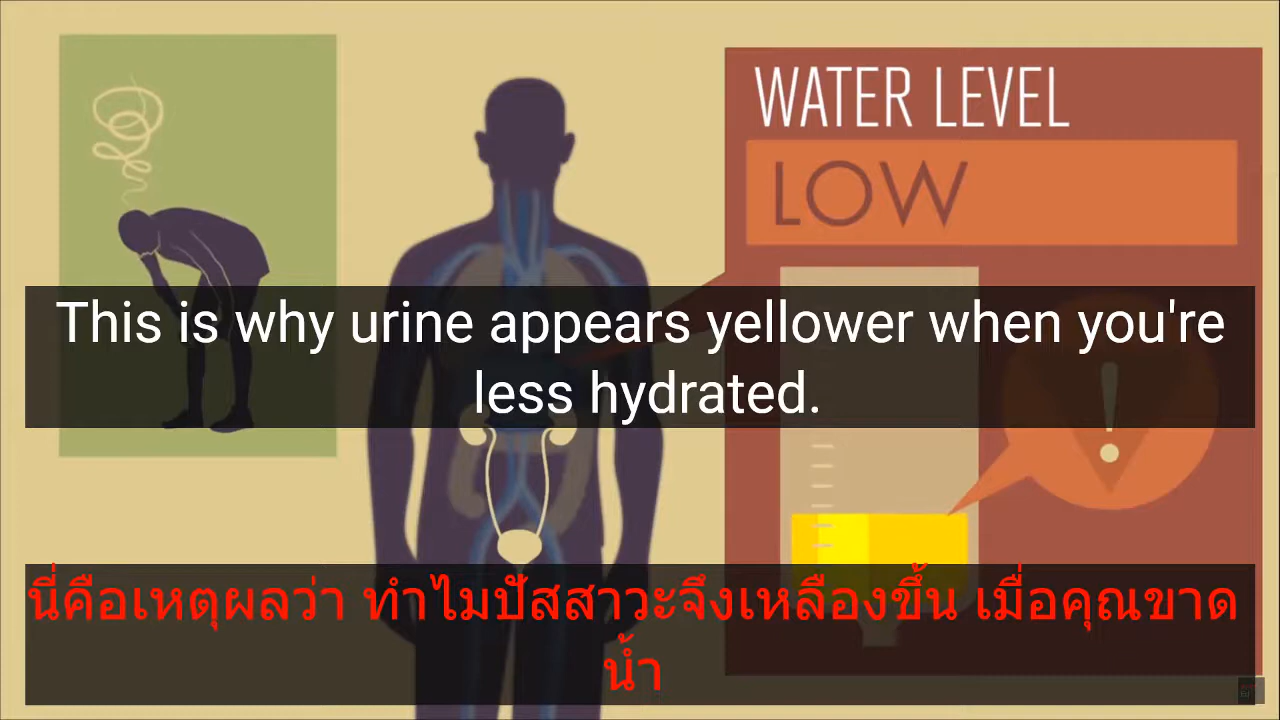 WATER LEVEL
LOW
This is why urine appears yellower when you're
less hydrated.
นี่คือเหตุผลว่า ทำไมปัสสาวะจึงเหลืองขึ้น เมื่อคุณขาด
น้ำ